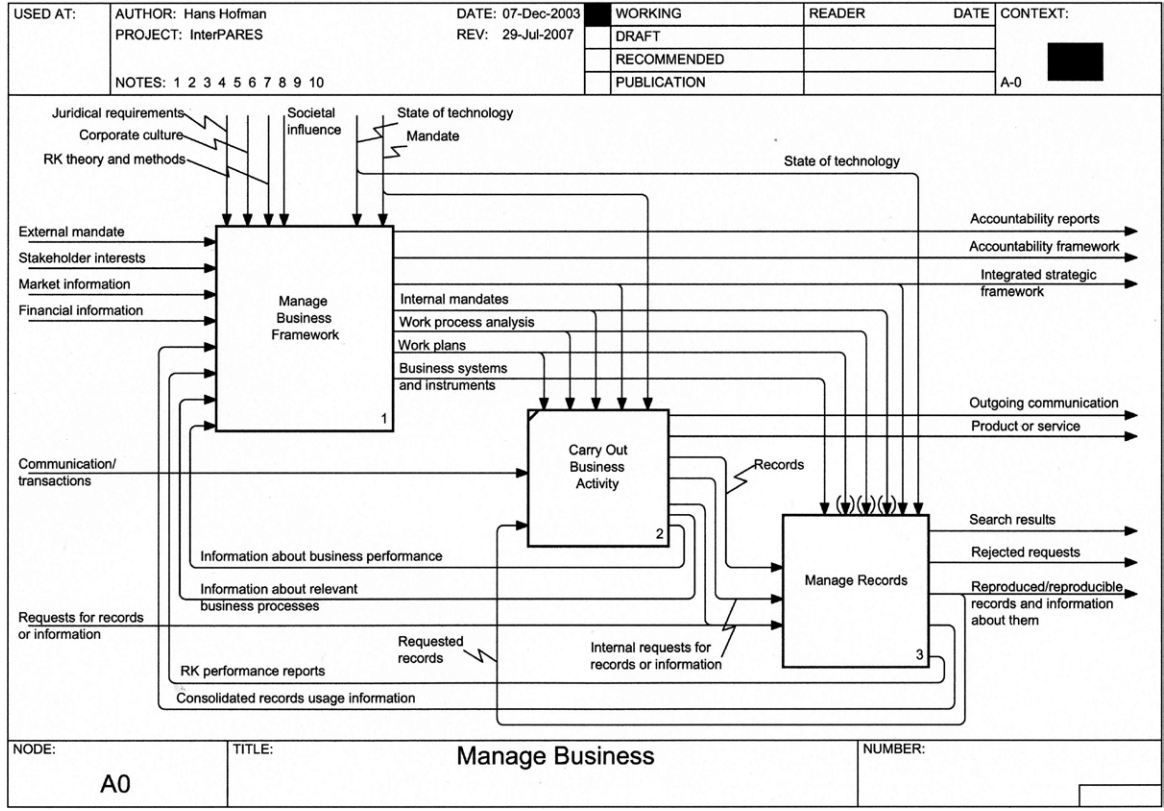 USED AT:
AUTHOR: Hans Hofman
DATE: 07-Dec-2003
WORKING
READER
DATE
CONTEXT:
PROJECT: InterPARES
REV: 29-Jul-2007
DRAFT
RECOMMENDED
NOTES: 1 2 3 4 5 6 7 8 9 10
PUBLICATION
A-0
Juridical requirements
Societal
influence
State of technology
Corporate culture
Mandate
RK theory and methods
State of technology
External mandate
Accountability reports
Stakeholder interests
Accountability framework
Market information
Integrated strategic
framework
Financial information
Manage
Business
Framework
1
Internal mandates
Work process analysis
Work plans
Business systems
and instruments
Outgoing communication
Product or service
Communication/
transactions
Carry Out
Business
Activity
2
Records
Search results
Rejected requests
Information about business performance
Manage Records
3
Reproduced/reproducible
records and information
about them
Information about relevant
business processes
Requests for records
or information
Requested
records
Internal requests for
records or information
RK performance reports
Consolidated records usage information
NODE:
TITLE:
Manage Business
NUMBER:
A0